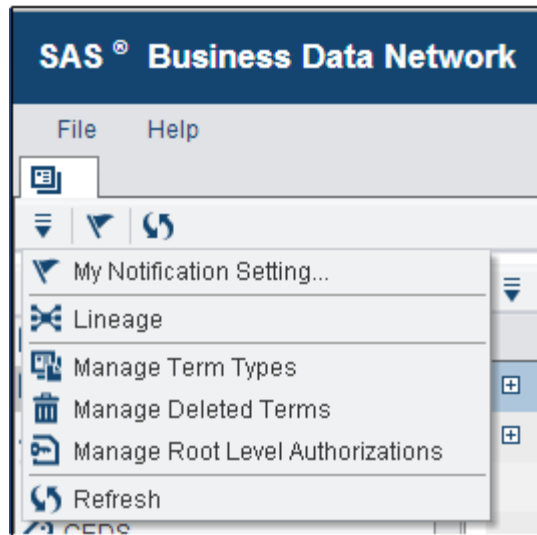 SAS ® Business Data Network
File Help
My Notification Setting...
Lineage
Manage Term Types
Manage Deleted Terms
Manage Root Level Authorizations
Refresh
CEDS